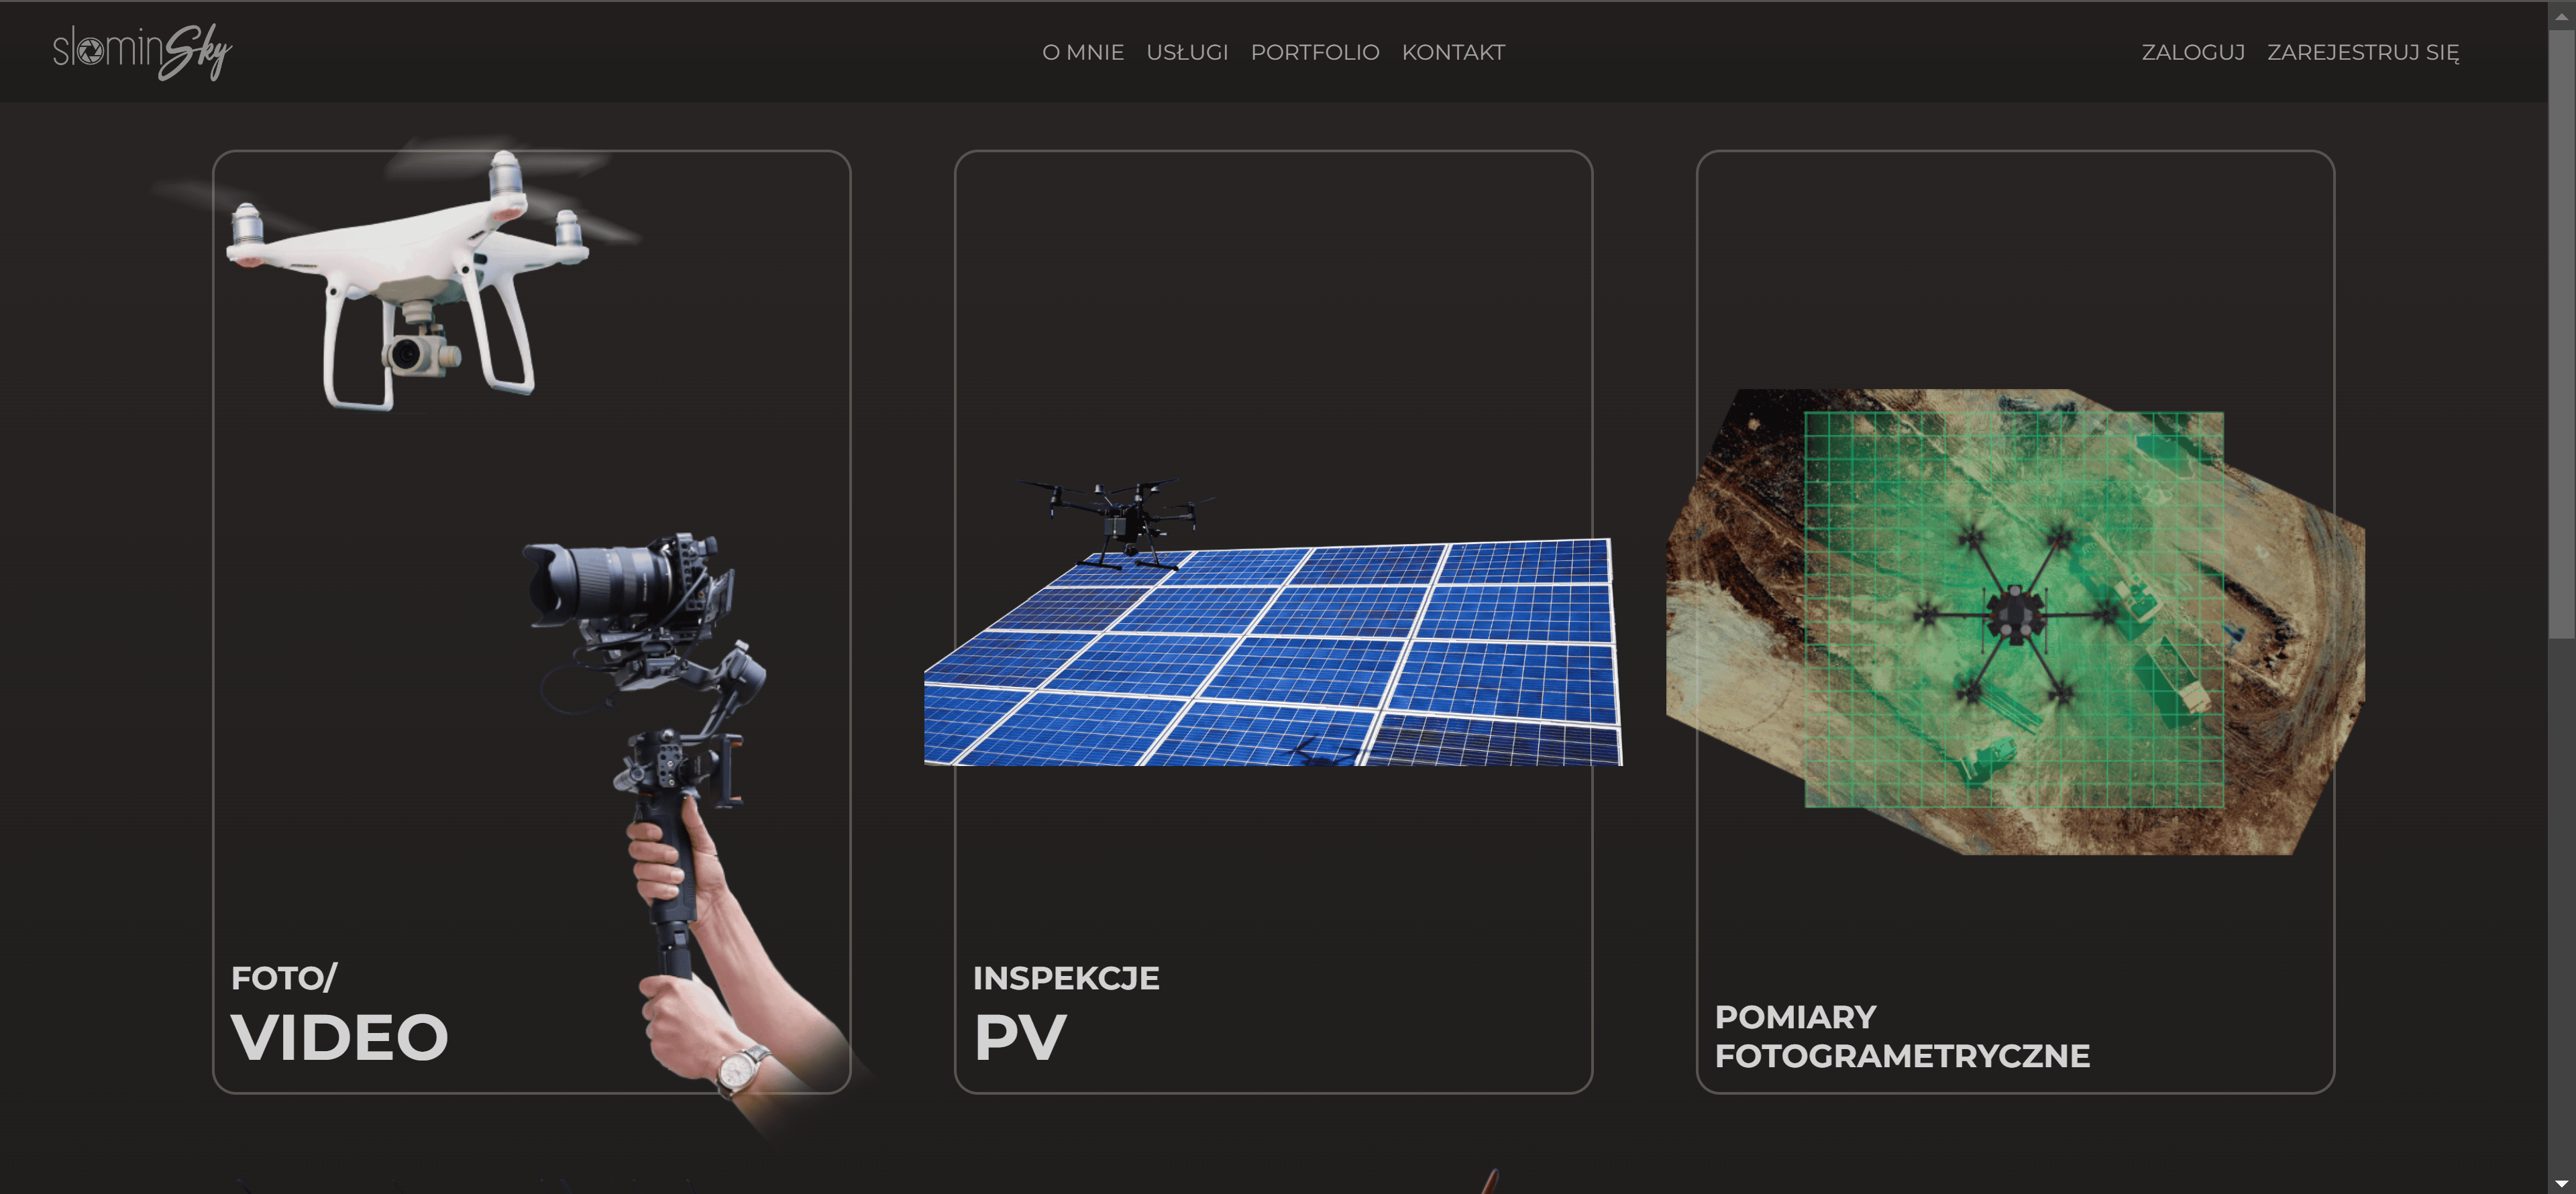 slominSky
O MNIE USŁUGI PORTFOLIO KONTAKT
ZALOGUJ ZAREJESTRUJ SIĘ
FOTO/
VIDEO
INSPEKCJE
PV
POMIARY
FOTOGRAMETRYCZNE